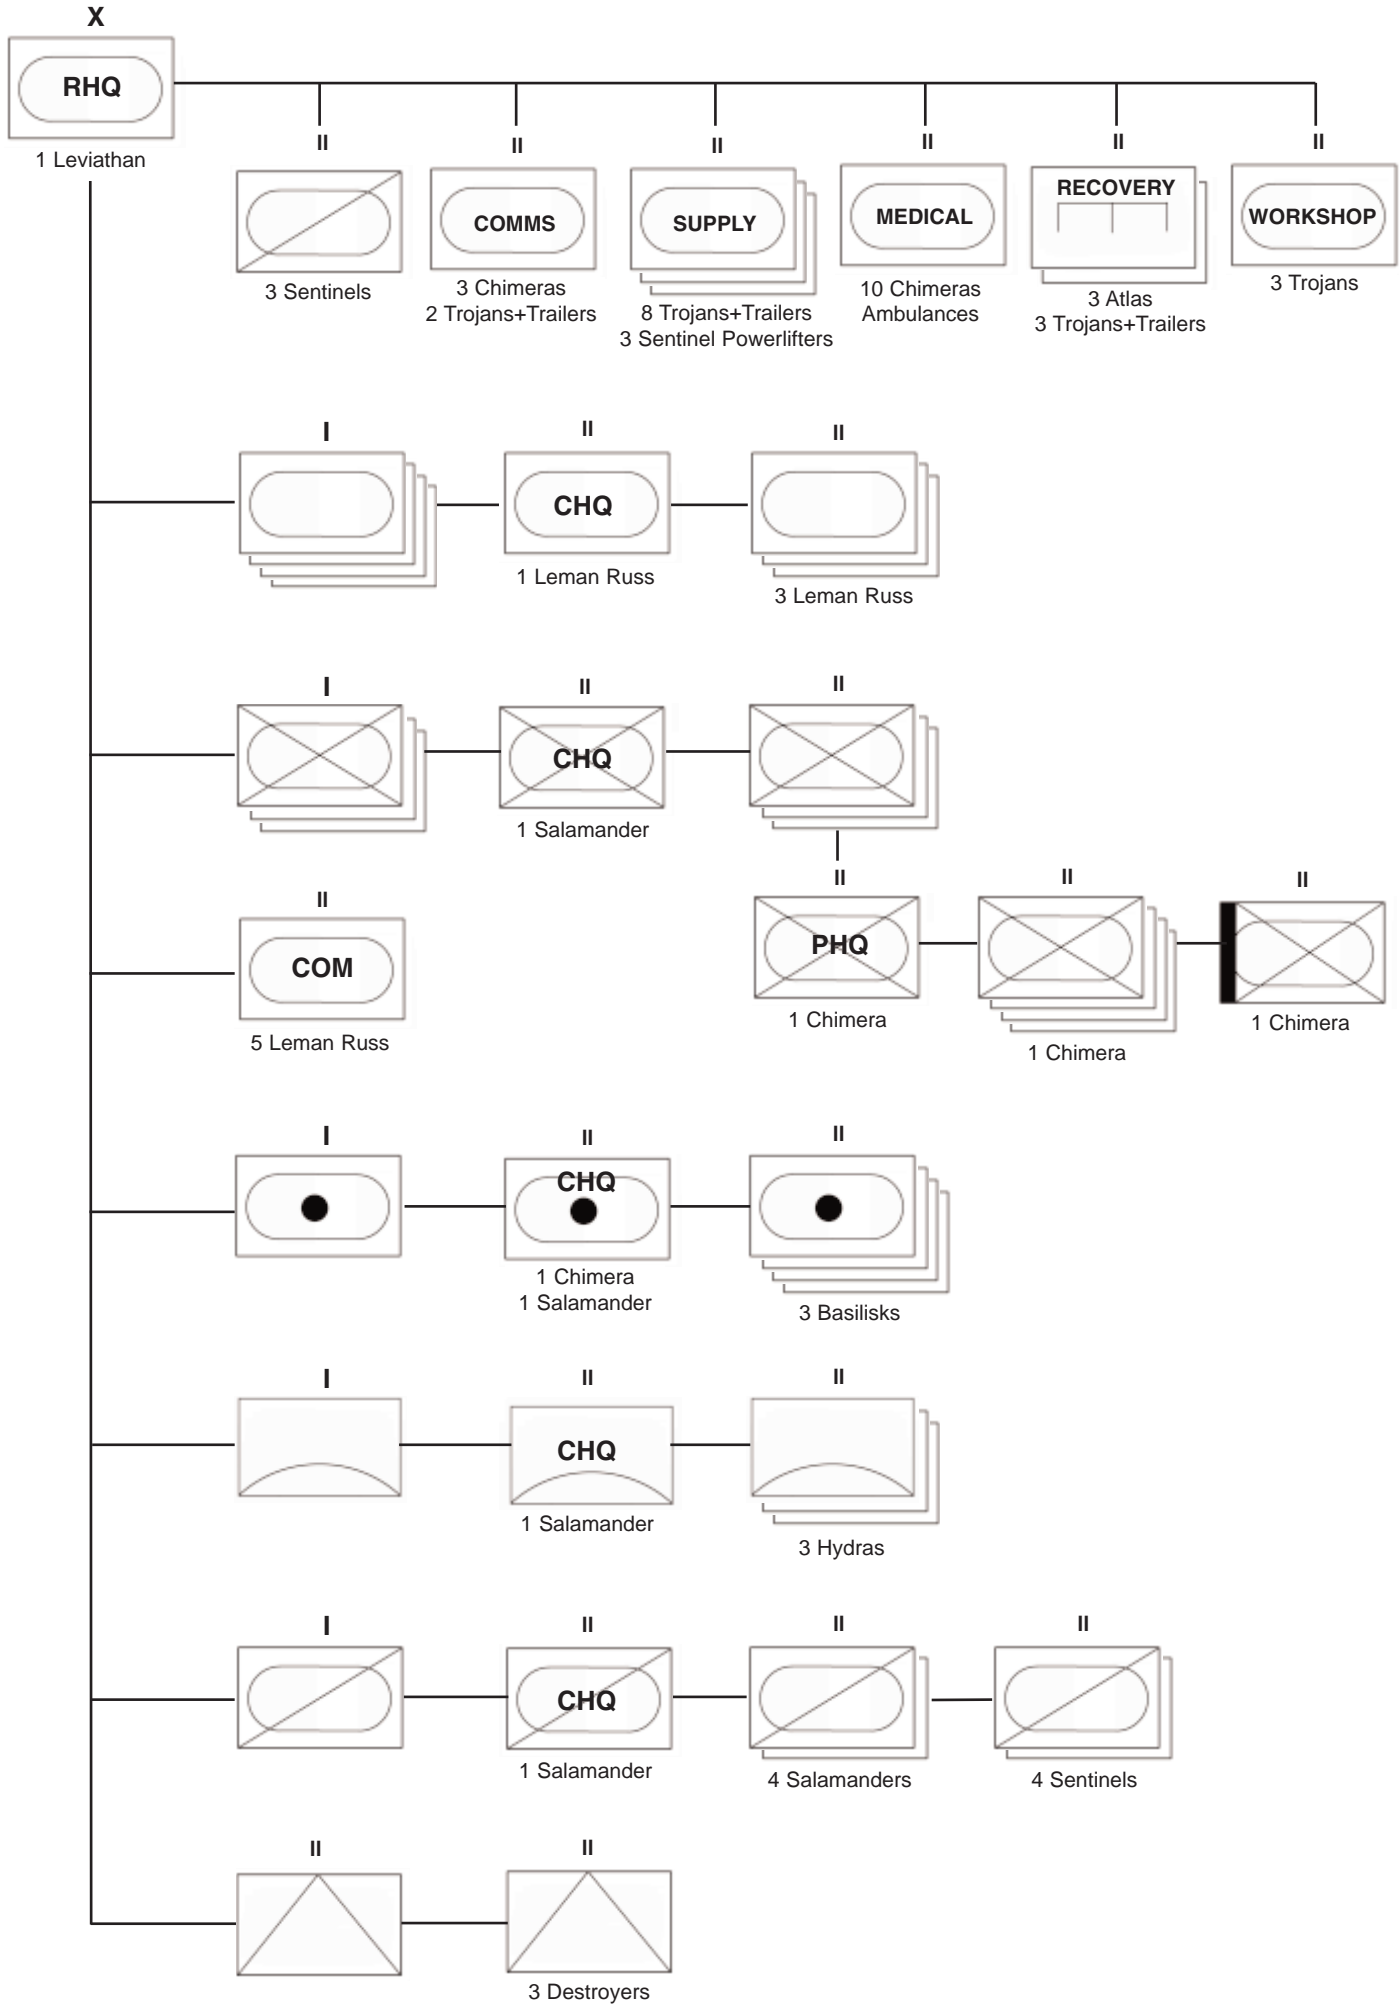 X
RHQ
1 Leviathan
II
II
II
II
II
II
COMMS
SUPPLY
MEDICAL
RECOVERY
WORKSHOP
3 Sentinels
3 Chimeras
2 Trojans+Trailers
8 Trojans+Trailers
3 Sentinel Powerlifters
10 Chimeras
Ambulances
3 Atlas
3 Trojans+Trailers
3 Trojans
I
II
II
CHQ
1 Leman Russ
3 Leman Russ
I
II
II
CHQ
1 Salamander
II
II
II
PHQ
1 Chimera
1 Chimera
1 Chimera
II
COM
5 Leman Russ
I
II
II
CHQ
1 Chimera
1 Salamander
3 Basilisks
I
II
II
CHQ
1 Salamander
3 Hydras
I
II
II
II
CHQ
1 Salamander
4 Salamanders
4 Sentinels
II
II
3 Destroyers